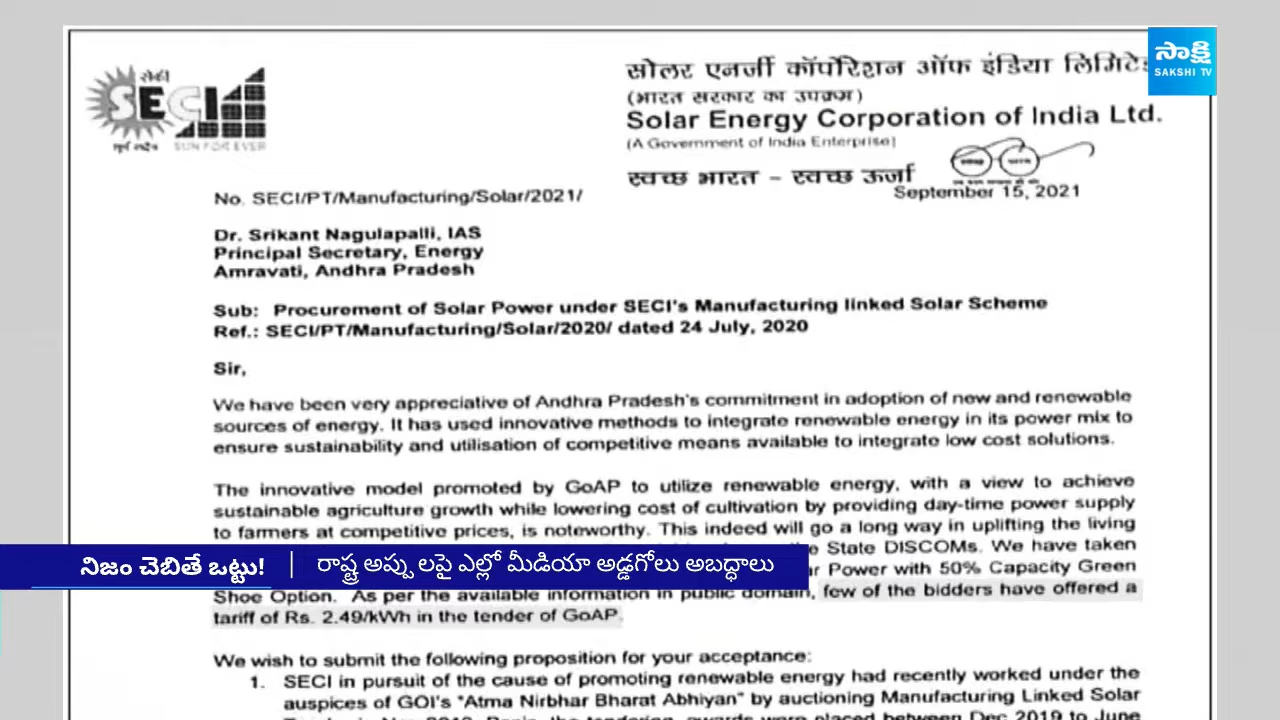 सेकी
SECI
SUN FOR EVER
सोलर एनर्जी कॉर्पोरेशन ऑफ इंडिया लिमिटेड
(भारत सरकार का उपक्रम)
Solar Energy Corporation of India Ltd.
(A Government of India Enterprise)
स्वच्छ भारत - स्वच्छ ऊर्जा
సాక్షి
SAKSHI TV
No. SECI/PT/Manufacturing/Solar/2021/
September 15, 2021
Dr. Srikant Nagulapalli, IAS
Principal Secretary, Energy
Amravati, Andhra Pradesh
Sub: Procurement of Solar Power under SECI's Manufacturing linked Solar Scheme
Ref.: SECI/PT/Manufacturing/Solar/2020/ dated 24 July, 2020
Sir,
We have been very appreciative of Andhra Pradesh's commitment in adoption of new and renewable
sources of energy. It has used innovative methods to integrate renewable energy in its power mix to
ensure sustainability and utilisation of competitive means available to integrate low cost solutions.
The innovative model promoted by GoAP to utilize renewable energy, with a view to achieve
sustainable agriculture growth while lowering cost of cultivation by providing day-time power supply
to farmers at competitive prices, is noteworthy. This indeed will go a long way in uplifting the living
State DISCOMs. We have taken
Power with 50% Capacity Green
Shoe Option. As per the available information in public domain, few of the bidders have offered a
tariff of Rs. 2.49/kWh in the tender of GoAP.
We wish to submit the following proposition for your acceptance:
1. SECI in pursuit of the cause of promoting renewable energy had recently worked under the
auspices of GOI's "Atma Nirbhar Bharat Abhiyan" by auctioning Manufacturing Linked Solar
నిజం చెబితే ఒట్టు! | రాష్ట్ర అప్పులపై ఎల్లో మీడియా అడ్డగోలు అబద్ధాలు